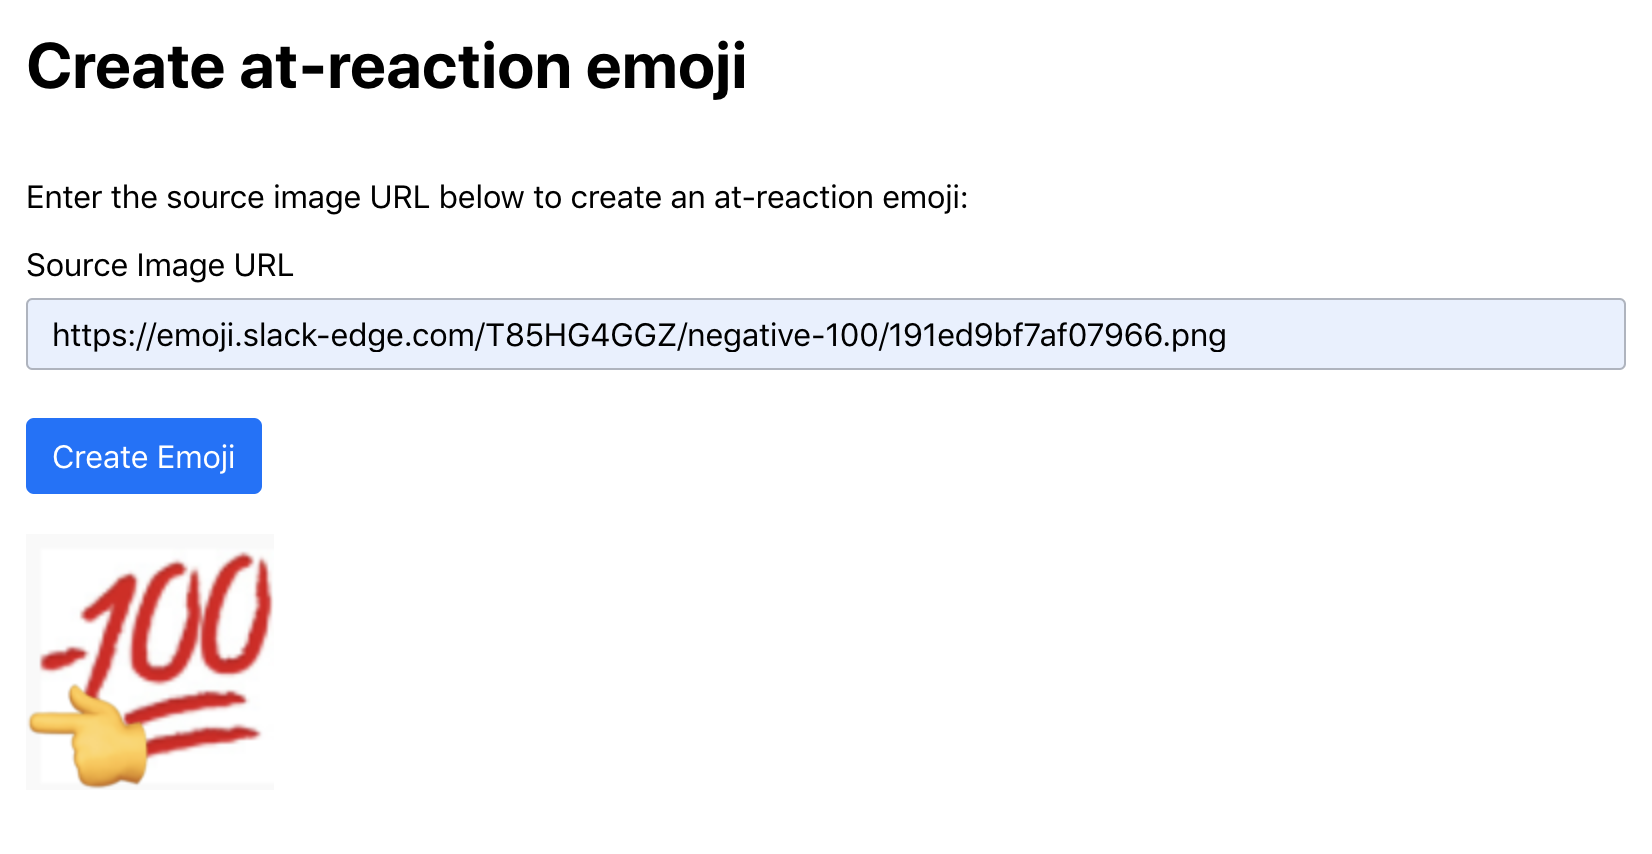 Create at-reaction emoji
Enter the source image URL below to create an at-reaction emoji:
Source Image URL
https://emoji.slack-edge.com/T85HG4GGZ/negative-100/191ed9bf7af07966.png
Create Emoji
-100